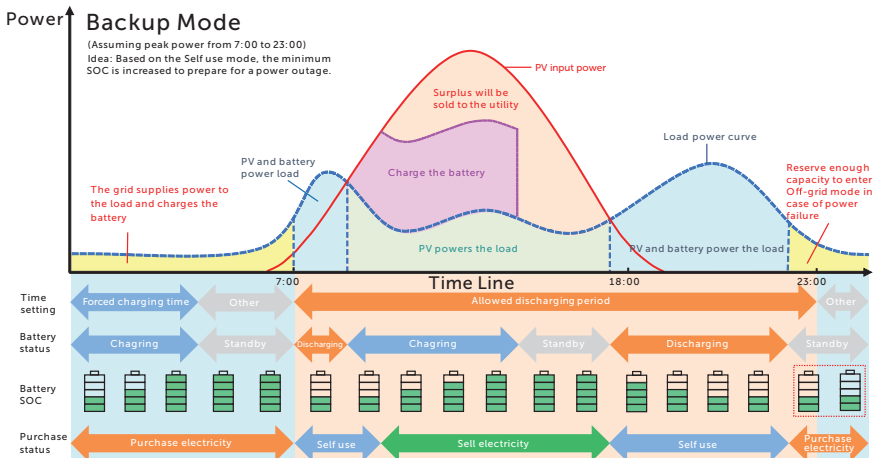 Power
Backup Mode
(Assuming peak power from 7:00 to 23:00)
Idea: Based on the Self use mode, the minimum
SOC is increased to prepare for a power outage.
PV input power
Surplus will be
sold to the utility
Load power curve
PV and battery
power load
Charge the battery
Reserve enough
capacity to enter
Off-grid mode in
case of power
failure
The grid supplies power to
the load and charges the
battery
PV powers the load
PV and battery power the load
7:00
Time Line
18:00
23:00
Time
setting
Forced charging time
Other
Allowed discharging period
Other
Battery
status
Chagring
Standby
Discharging
Chagring
Standby
Discharging
Standby
Battery
SOC
Purchase
status
Purchase electricity
Self use
Sell electricity
Self use
Purchase
electricity